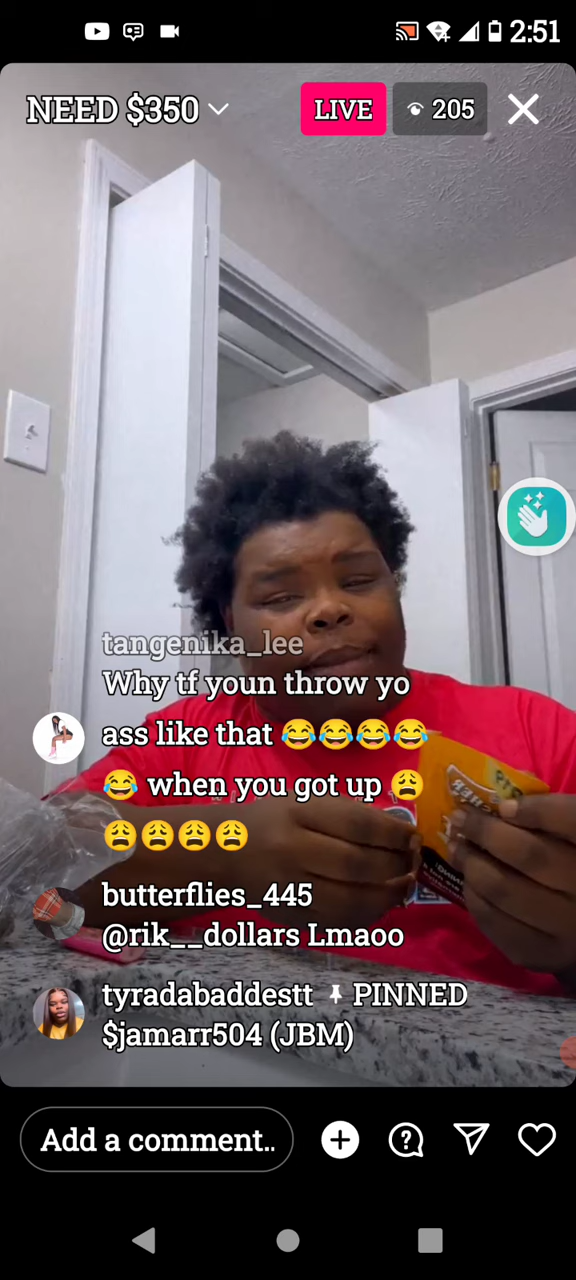 2:51
NEED $350
LIVE
205
tangenika_lee
Why tf youn throw yo
ass like that 😂😂😂😂
😂 when you got up 😩
😩😩😩😩
butterflies_445
@rik__dollars Lmaoo
tyradabaddestt 📌 PINNED
$jamarr504 (JBM)
Add a comment..